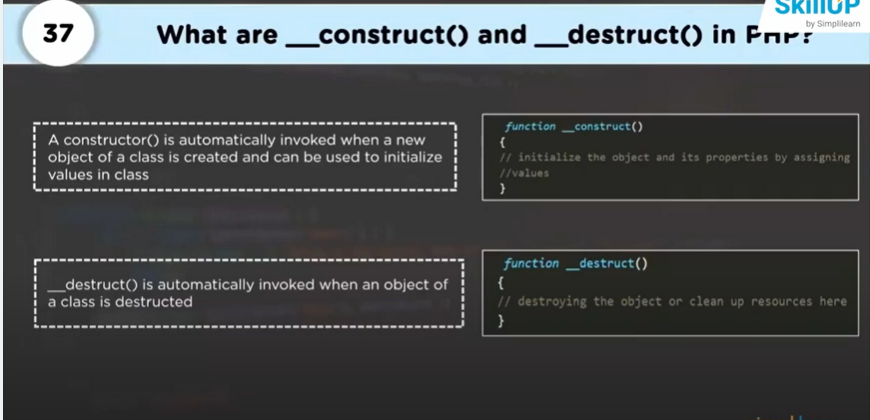 SkillUP
by Simplilearn
37
What are __construct() and __destruct() in PHP?
A constructor() is automatically invoked when a new
object of a class is created and can be used to initialize
values in class
function __construct()
{
// initialize the object and its properties by assigning
//values
}
__destruct() is automatically invoked when an object of
a class is destructed
function __destruct()
{
// destroying the object or clean up resources here
}